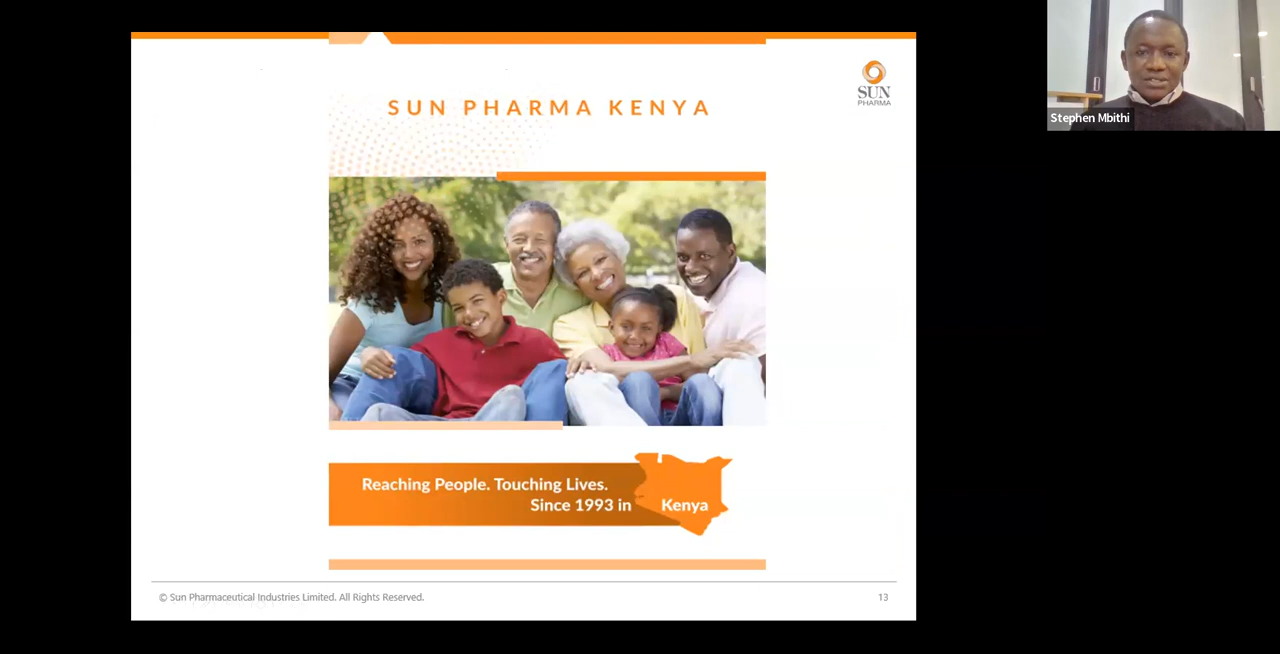 SUN PHARMA KENYA
SUN
PHARMA
Stephen Mbithi
Reaching People. Touching Lives.
Since 1993 in Kenya
© Sun Pharmaceutical Industries Limited. All Rights Reserved.
13